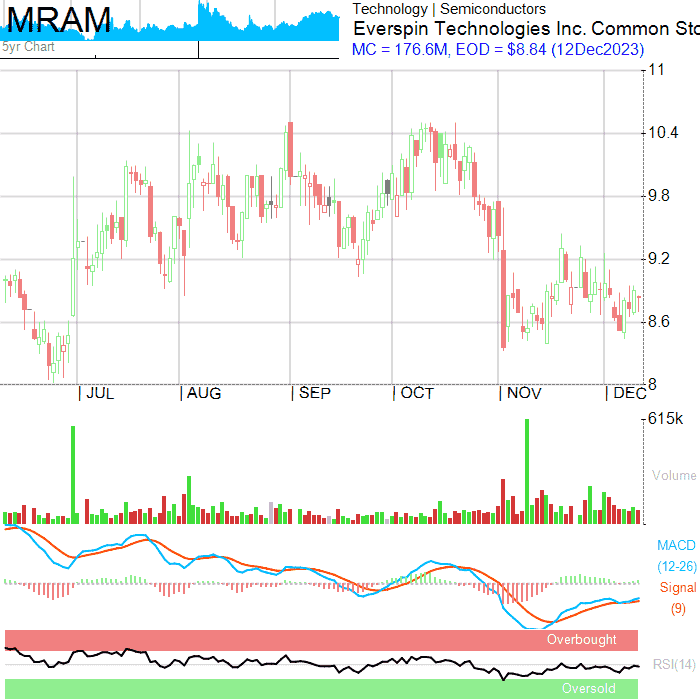 MRAM
5yr Chart
Technology | Semiconductors
Everspin Technologies Inc. Common Sto
MC = 176.6M, EOD = $8.84 (12Dec2023)
11
10.4
9.8
9.2
8.6
8
JUL AUG SEP OCT NOV DEC
615k
Volume
MACD
(12-26)
Signal
(9)
Overbought
RSI(14)
Oversold